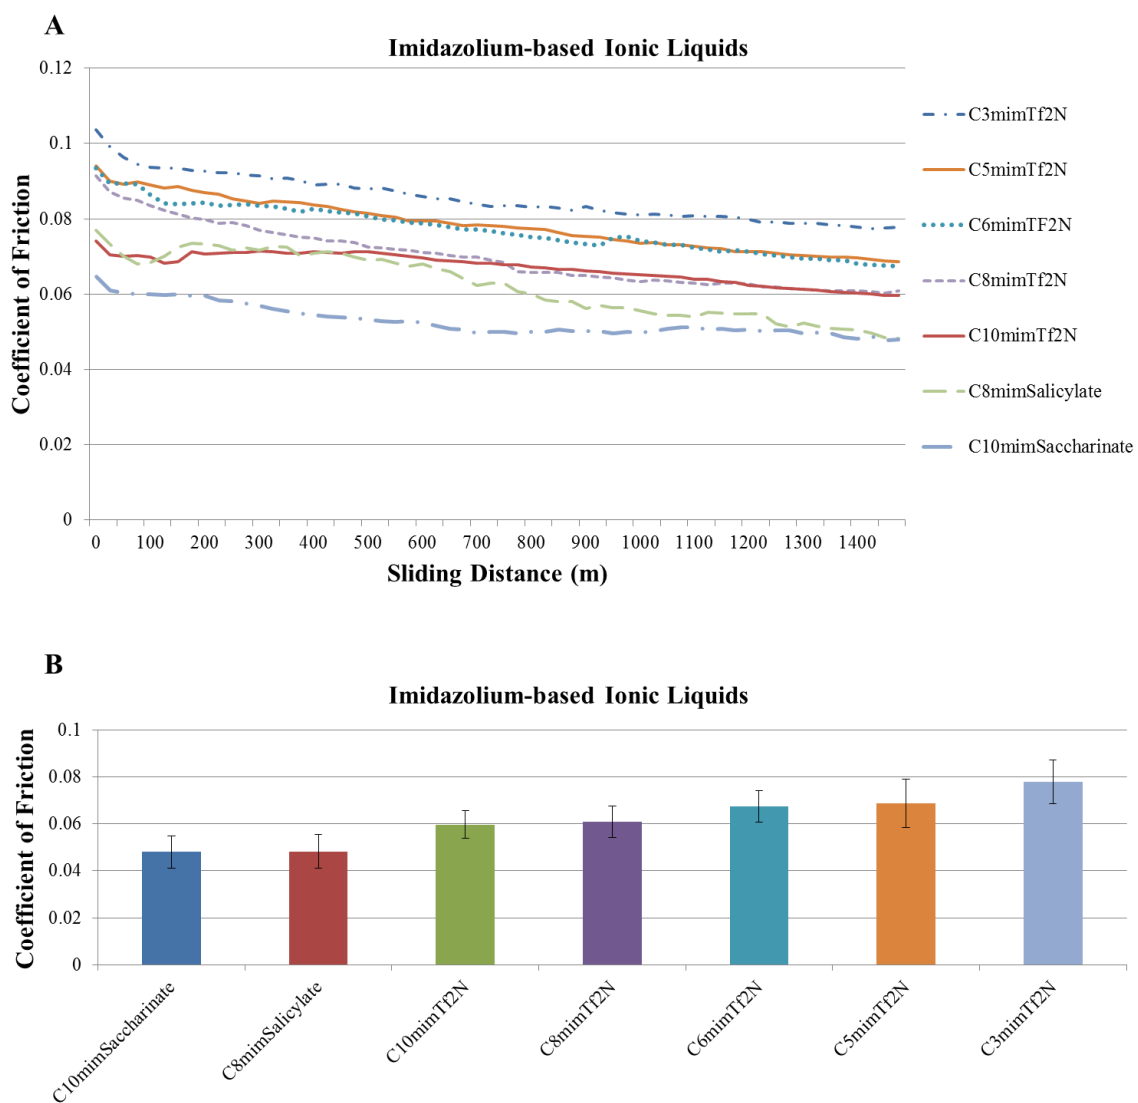 A
Imidazolium-based Ionic Liquids
0.12
0.1
0.08
0.06
0.04
0.02
0
Coefficient of Friction
0 100 200 300 400 500 600 700 800 900 1000 1100 1200 1300 1400
Sliding Distance (m)
C3mimTf2N
C5mimTf2N
C6mimTF2N
C8mimTf2N
C10mimTf2N
C8mimSalicylate
C10mimSaccharinate
B
Imidazolium-based Ionic Liquids
0.1
0.08
0.06
0.04
0.02
0
Coefficient of Friction
C10mimSaccharinate
C8mimSalicylate
C10mimTf2N
C8mimTf2N
C6mimTf2N
C5mimTf2N
C3mimTf2N